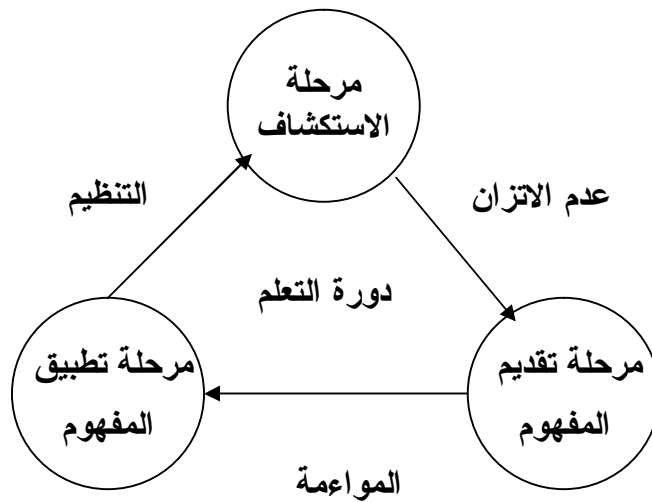 مرحلة
الاستكشاف
التنظيم
عدم الاتزان
دورة التعلم
مرحلة تقديم
المفهوم
مرحلة تطبيق
المفهوم
المواءمة